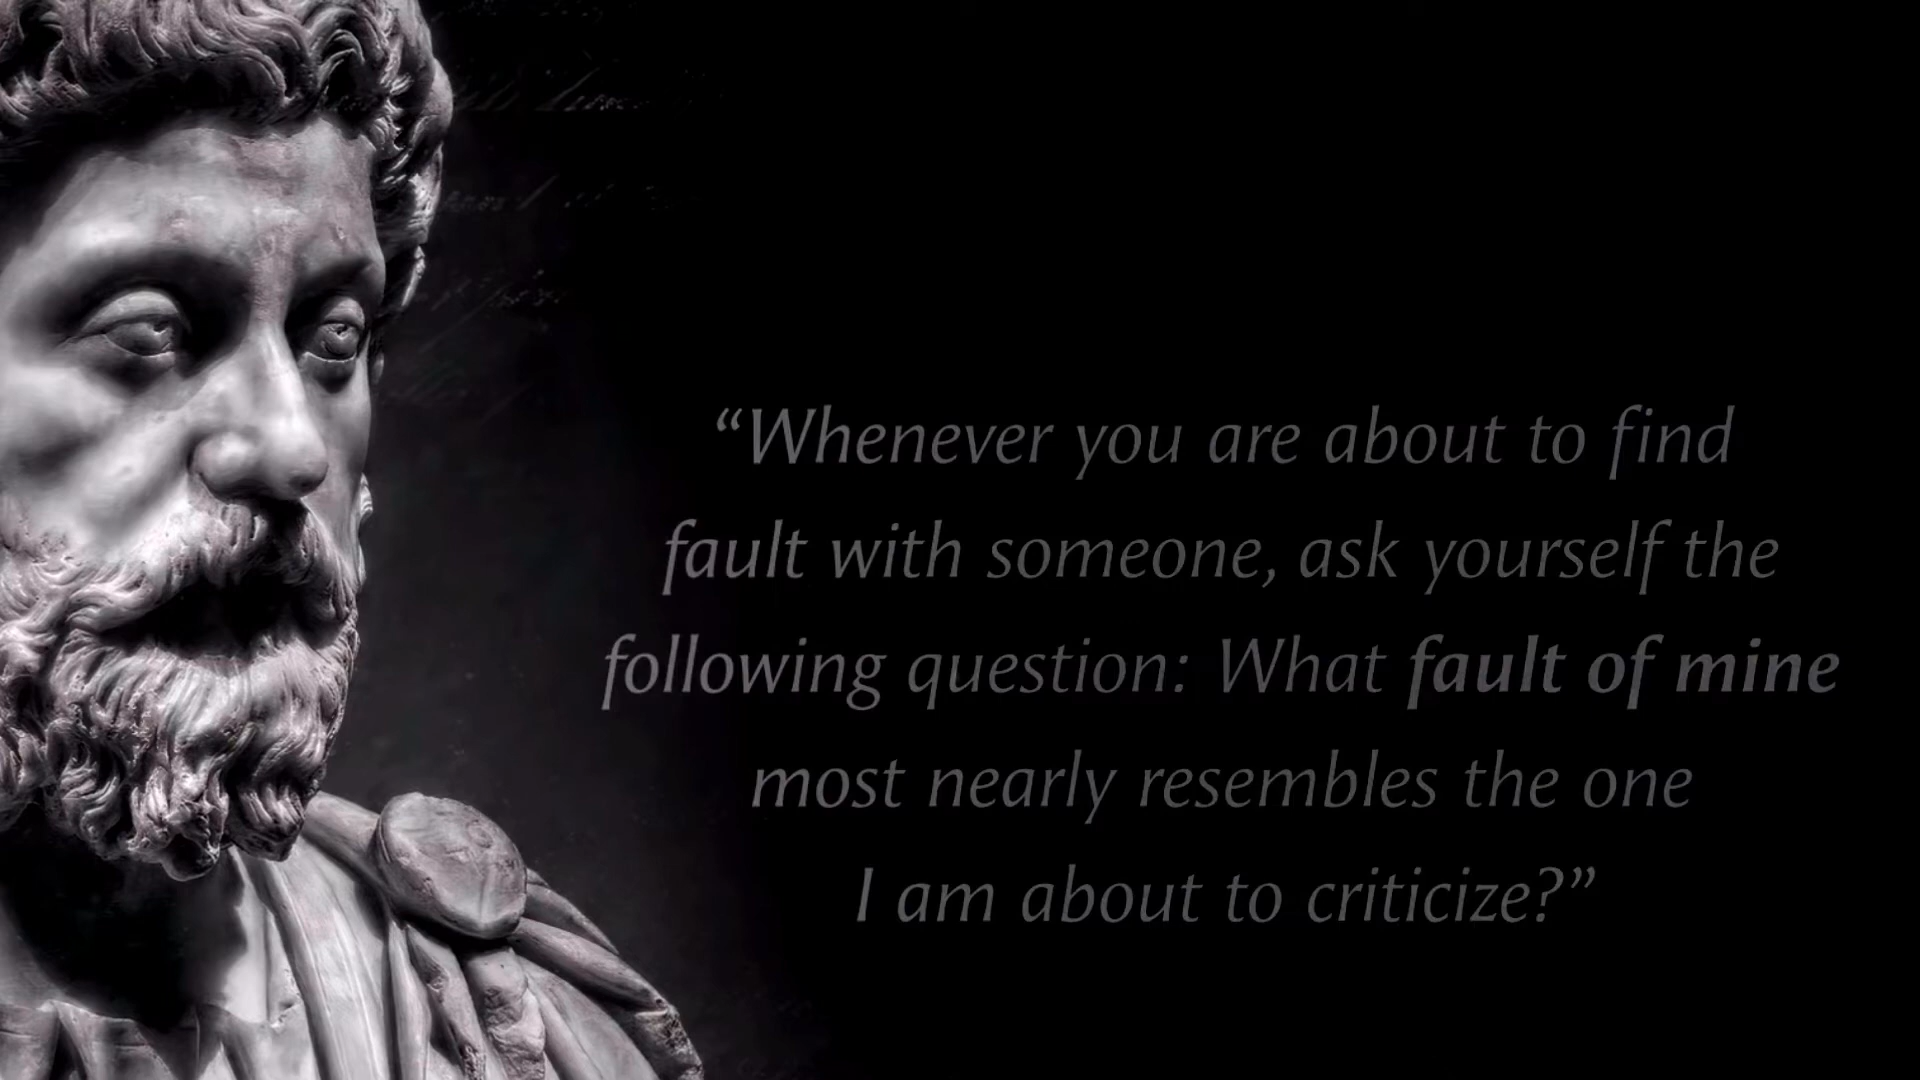 “Whenever you are about to find
fault with someone, ask yourself the
following question: What fault of mine
most nearly resembles the one
I am about to criticize?”